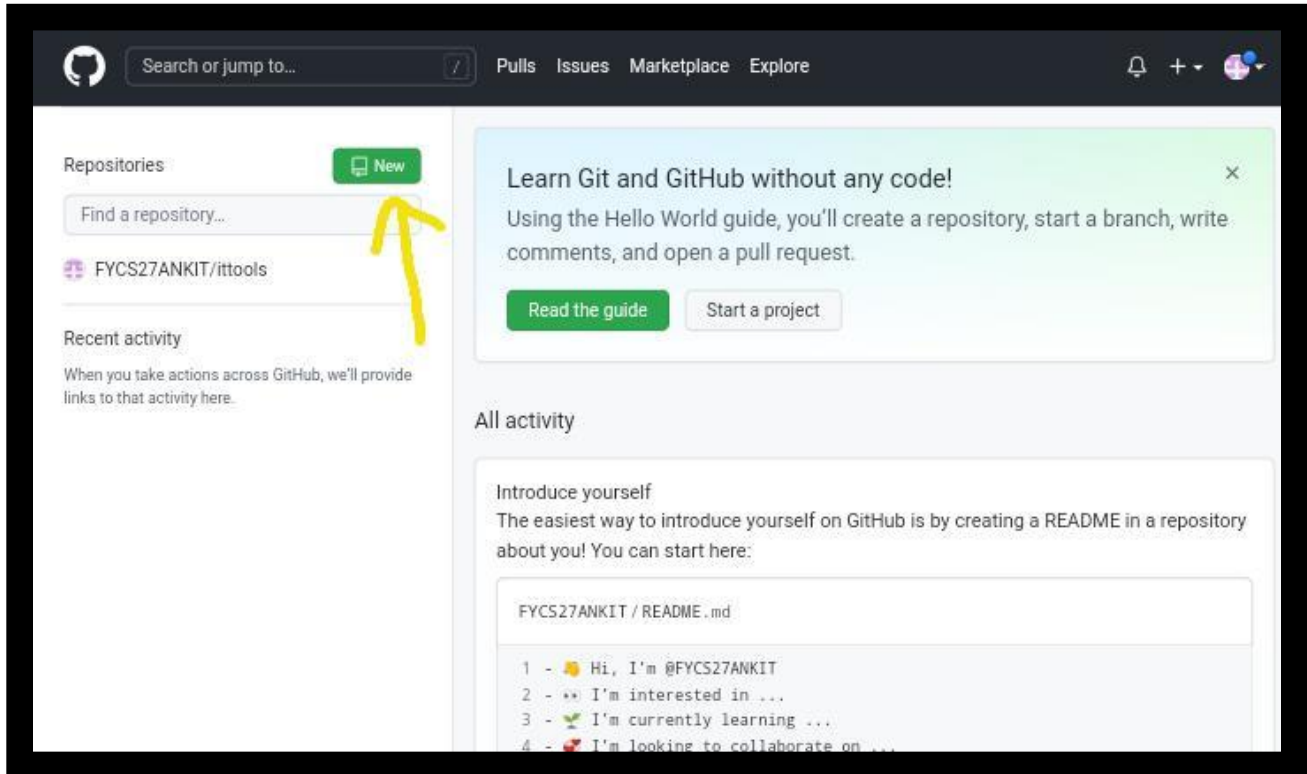 Search or jump to... /
Pulls Issues Marketplace Explore
Repositories
New
Find a repository...
FYCS27ANKIT/ittools
Recent activity
When you take actions across GitHub, we'll provide
links to that activity here.
Learn Git and GitHub without any code!
Using the Hello World guide, you'll create a repository, start a branch, write
comments, and open a pull request.
Read the guide
Start a project
All activity
Introduce yourself
The easiest way to introduce yourself on GitHub is by creating a README in a repository
about you! You can start here:
FYCS27ANKIT / README.md
1 - 👋 Hi, I'm @FYCS27ANKIT
2 - 👀 I'm interested in ...
3 - 🌱 I'm currently learning ...
4 - 💞️ I'm looking to collaborate on ...